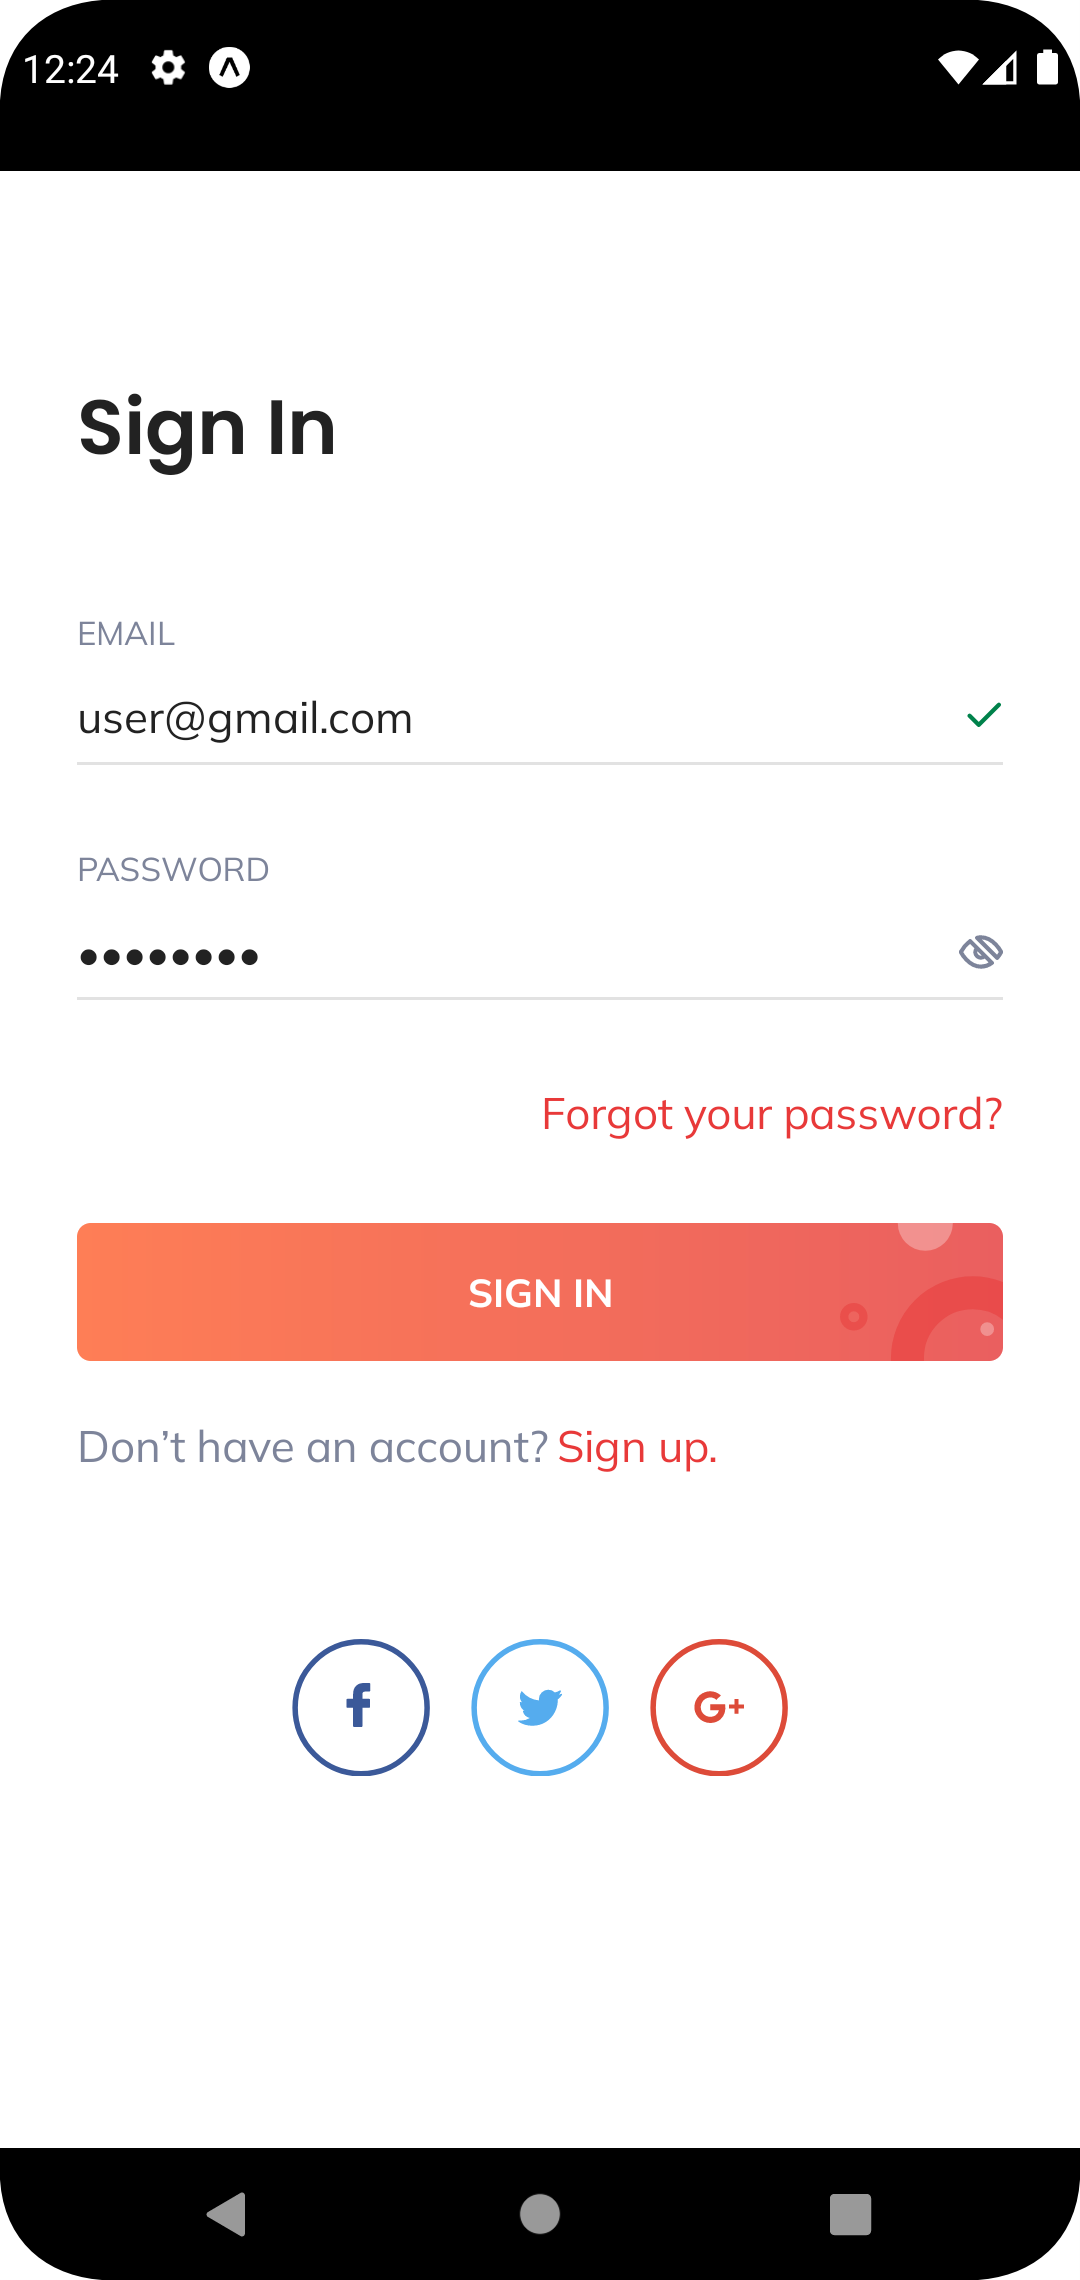 12:24
Sign In
EMAIL
user@gmail.com
PASSWORD
••••••••
Forgot your password?
SIGN IN
Don’t have an account? Sign up.
f
G+